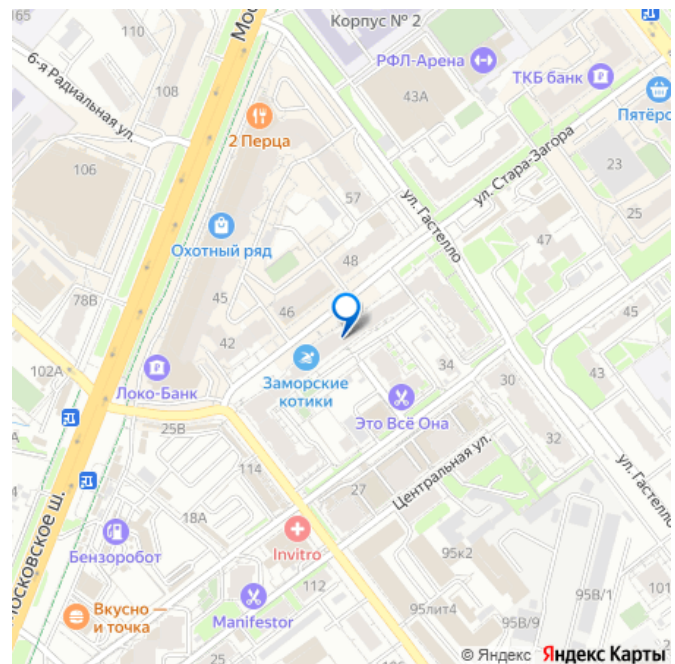 165
110
Корпус № 2
Мос
6-я Радиальная ул.
108
РФЛ-Арена
ТКБ банк
43А
Пятёро
2 Перца
106
ул. Стара-Загора
23
57
25
ул. Гастелло
Охотный ряд
48
47
78В
45
46
45
42
34
102А
Заморские
котики
30
43
Локо-Банк
Это Всё Она
25В
32
114
Центральная ул.
ул. Гастелло
27
18А
осковское ш.
Бензоробот
Invitro
95к2
112
101
95В/1
Вкусно —
и точка
Manifestor
95лит4
95В/9
© Яндекс Яндекс Карты